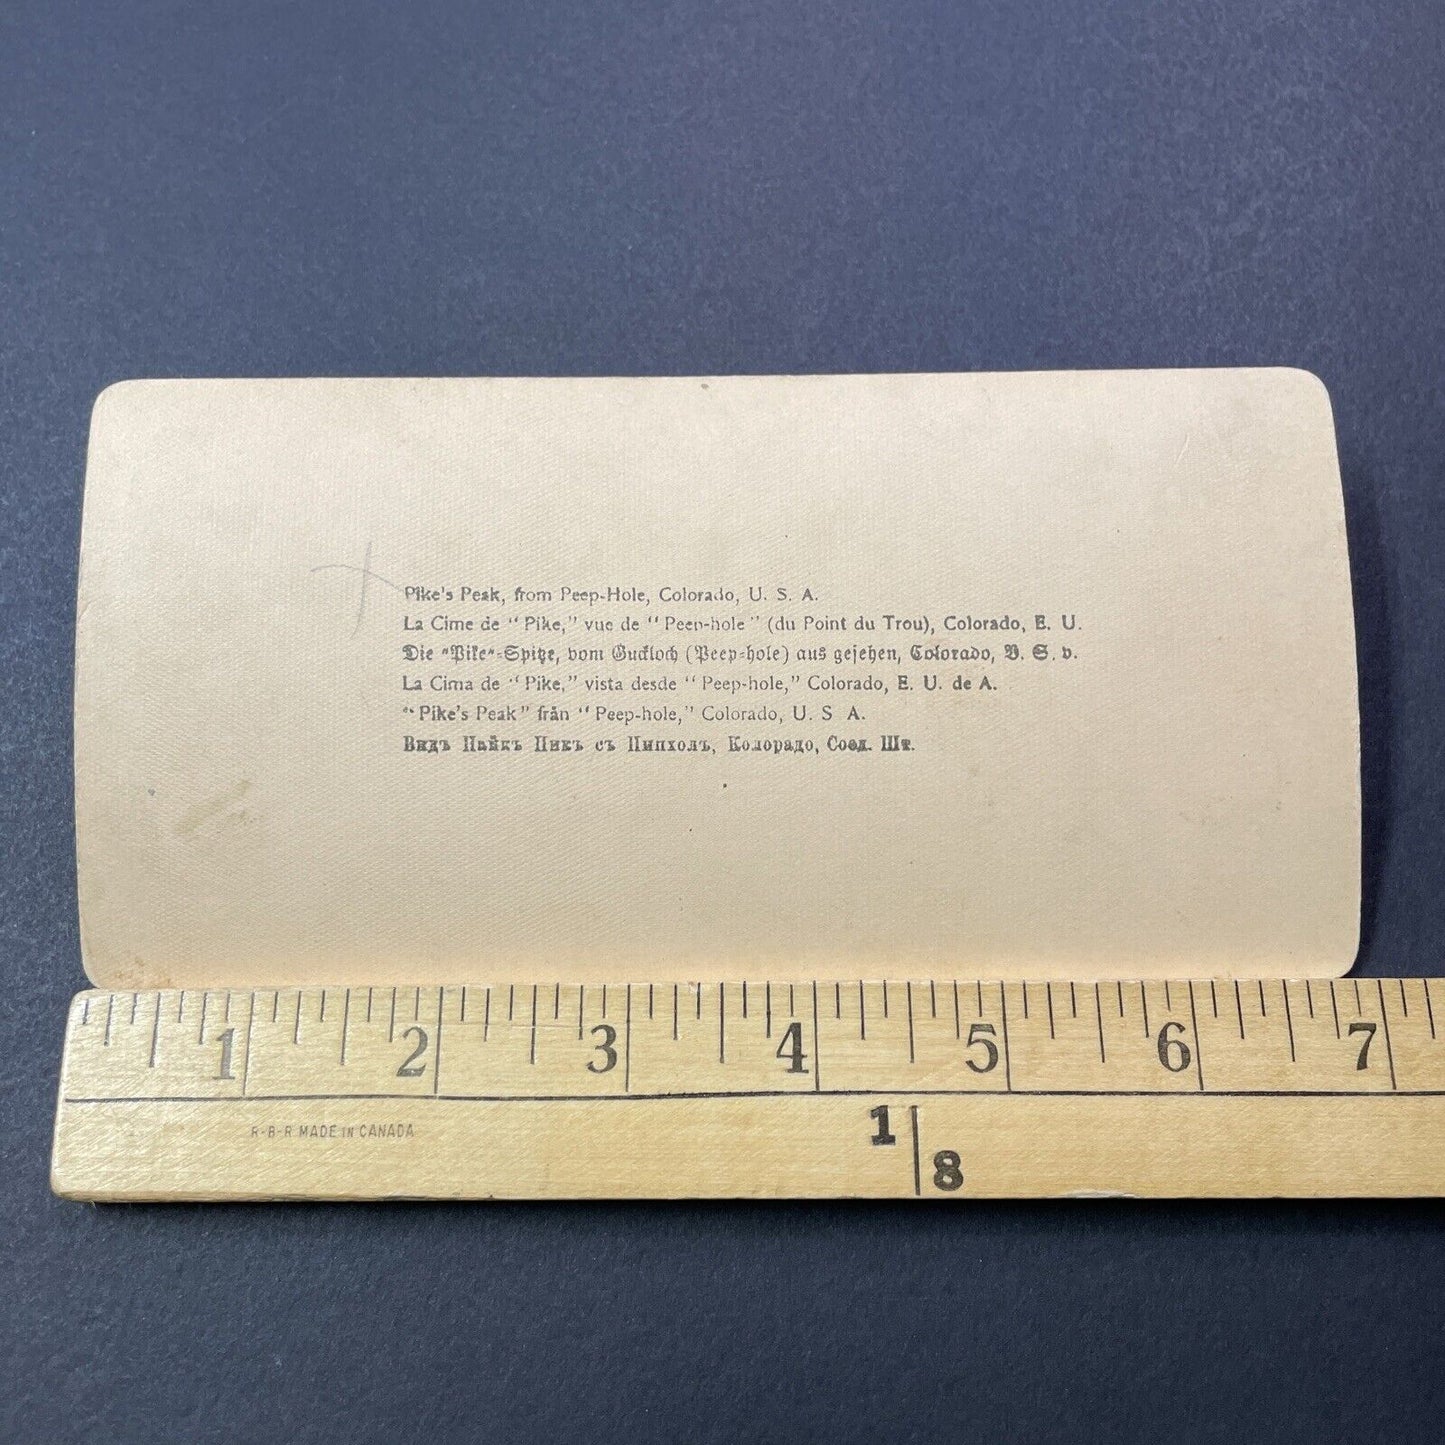 Pike's Peak, from Peep-Hole, Colorado, U. S. A.
La Cime de “Pike,” vue de “Peep-hole” (du Point du Trou), Colorado, E. U.
Die „Pike“-Spitze, vom Guckloch (Peep-hole) aus gesehen, Colorado, V. S. v.
La Cima de “Pike,” vista desde “Peep-hole,” Colorado, E. U. de A.
“Pike's Peak” från “Peep-hole,” Colorado, U. S A.
Видъ Пайкъ Пикъ съ Пипхолъ, Колорадо, Соед. Шт.
1 2 3 4 5 6 7
R-B-R MADE IN CANADA
1
8